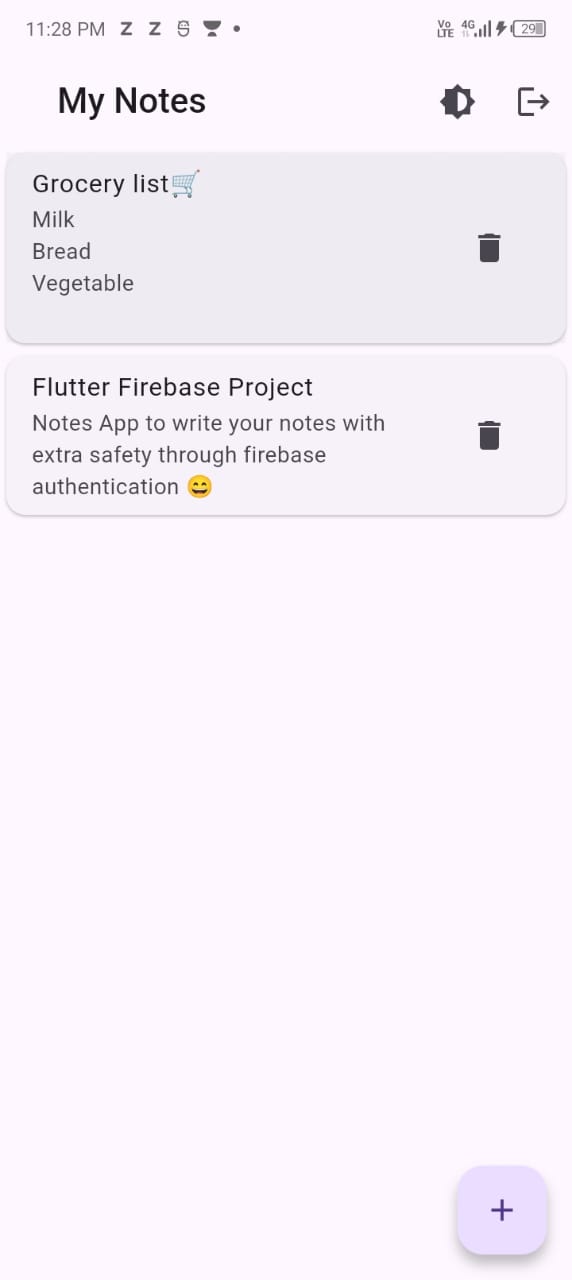 11:28 PM Z Z
Vo LTE 4G 29
My Notes
Grocery list🛒
Milk
Bread
Vegetable
Flutter Firebase Project
Notes App to write your notes with
extra safety through firebase
authentication 😄
+